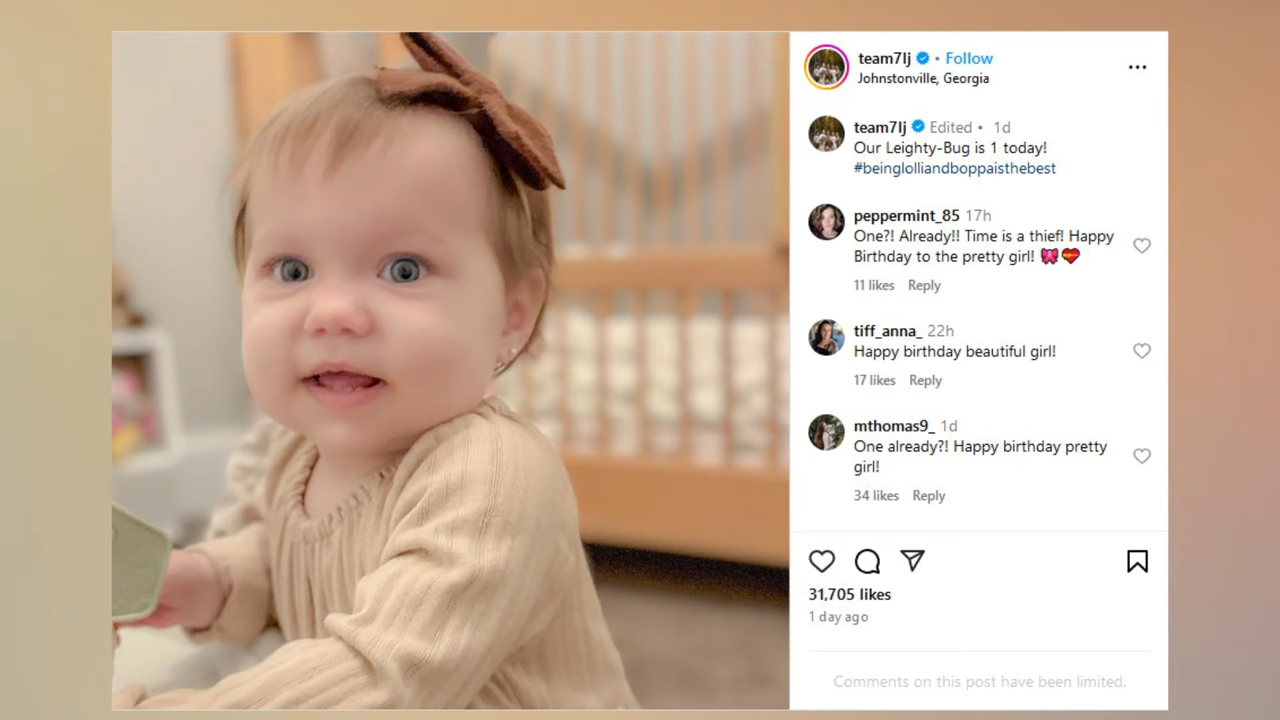 team7lj • Follow
Johnstonville, Georgia
team7lj Edited • 1d
Our Leighty-Bug is 1 today!
#beinglolliandboppaisthebest
peppermint_85 17h
One?! Already!! Time is a thief! Happy
Birthday to the pretty girl! 🎀💝
11 likes Reply
tiff_anna_ 22h
Happy birthday beautiful girl!
17 likes Reply
mthomas9_ 1d
One already?! Happy birthday pretty
girl!
34 likes Reply
31,705 likes
1 day ago
Comments on this post have been limited.